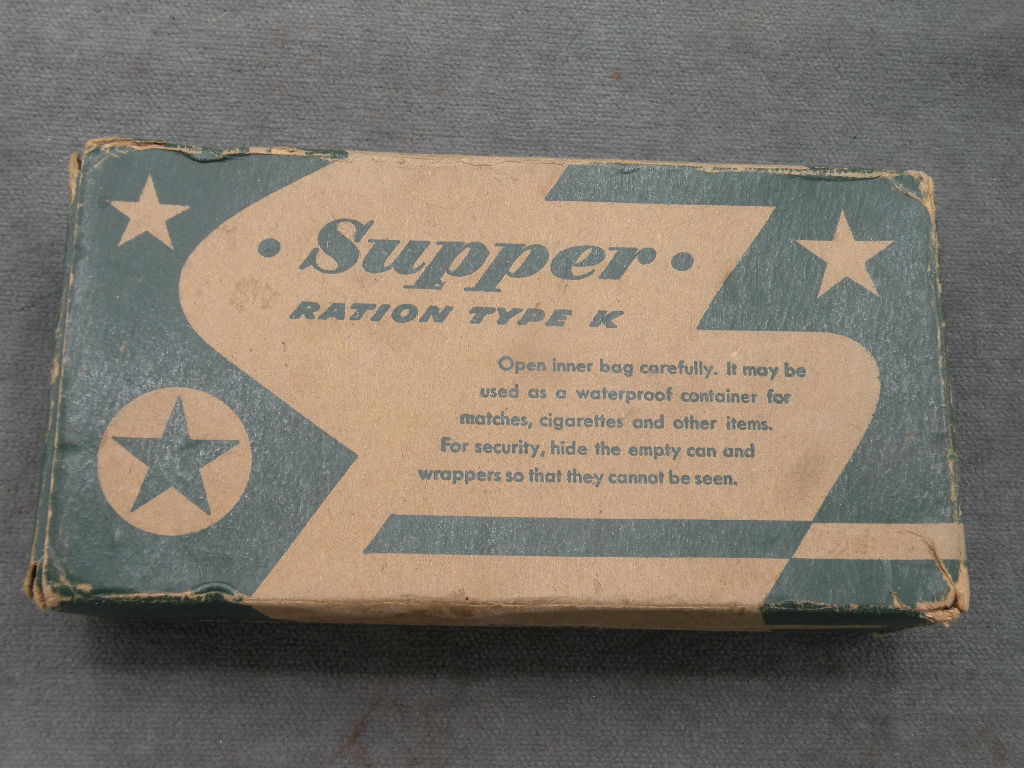 • Supper •
RATION TYPE K
Open inner bag carefully. It may be
used as a waterproof container for
matches, cigarettes and other items.
For security, hide the empty can and
wrappers so that they cannot be seen.